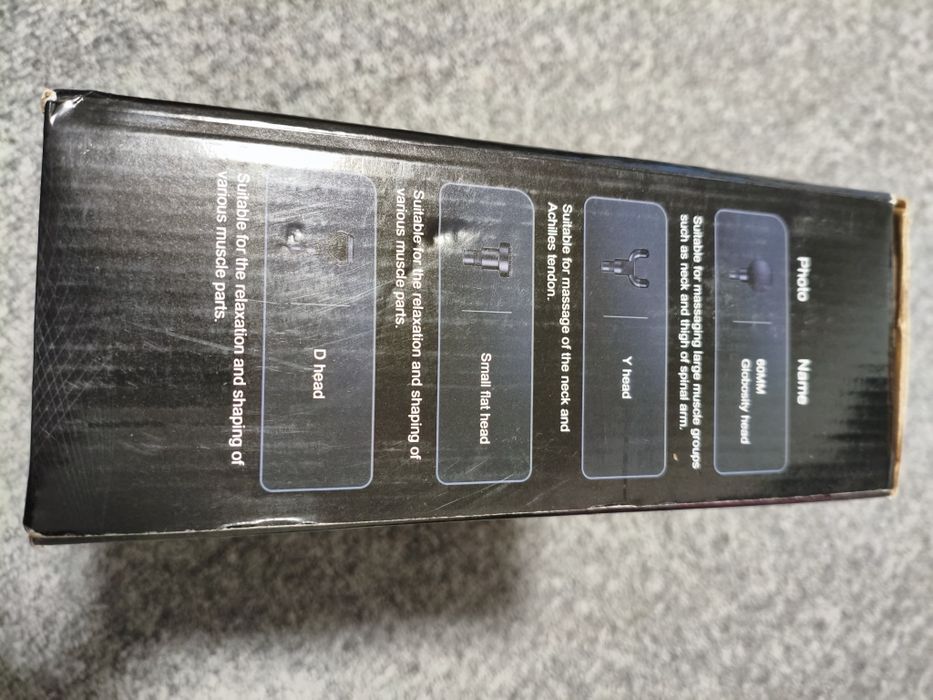 Photo Name
60MM
Globosity head
Suitable for massaging large muscle groups
such as neck and thigh of spinal arm.
Y head
Suitable for massage of the neck and
Achilles tendon.
Small flat head
Suitable for the relaxation and shaping of
various muscle parts.
D head
Suitable for the relaxation and shaping of
various muscle parts.